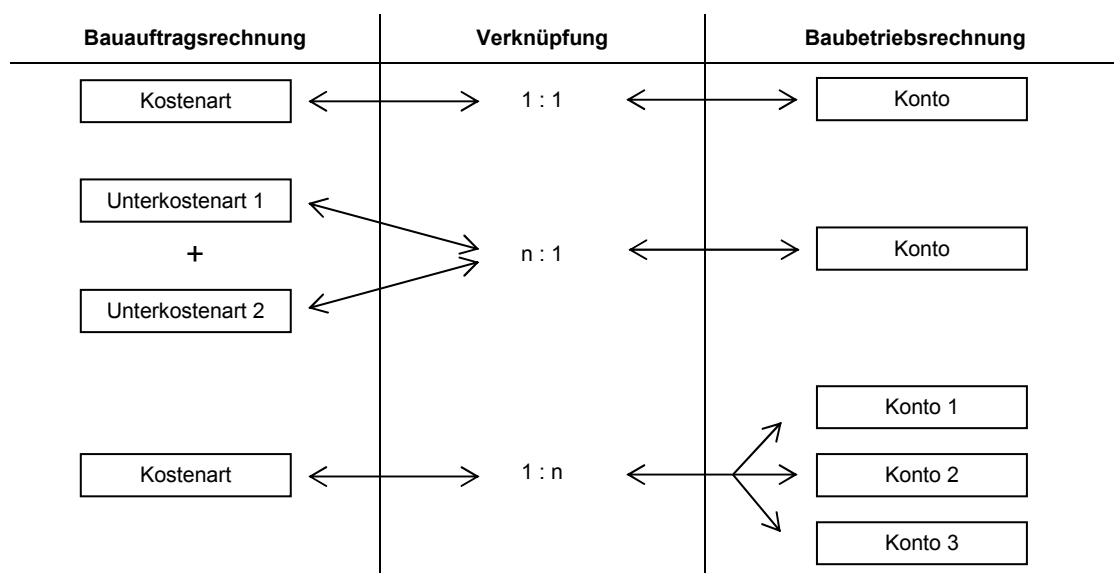 Bauauftragsrechnung Verknüpfung Baubetriebsrechnung
Kostenart 1 : 1 Konto
Unterkostenart 1
+ n : 1 Konto
Unterkostenart 2
Konto 1
Kostenart 1 : n Konto 2
Konto 3